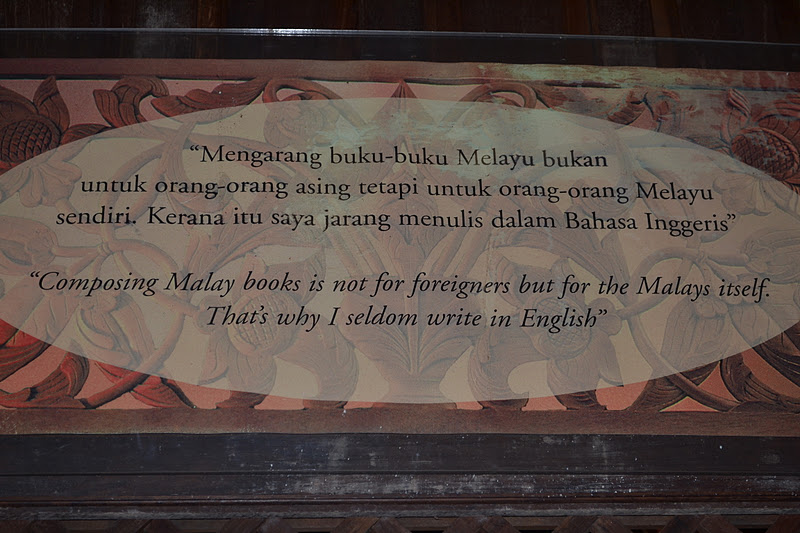 “Mengarang buku-buku Melayu bukan
untuk orang-orang asing tetapi untuk orang-orang Melayu
sendiri. Kerana itu saya jarang menulis dalam Bahasa Inggeris”
“Composing Malay books is not for foreigners but for the Malays itself.
That’s why I seldom write in English”